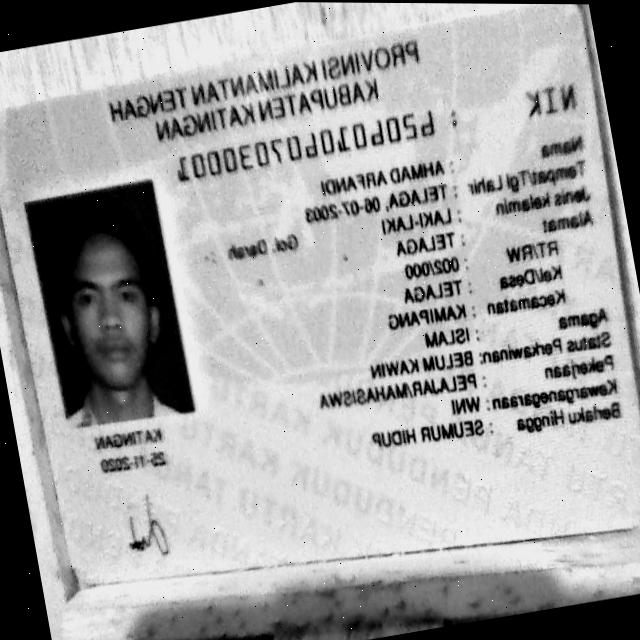 PROVINSI KALIMANTAN TENGAH
KABUPATEN KATINGAN
NIK : 6206010607030001
Nama : AHMAD ARFANDI
Tempat/Tgl Lahir : TELAGA, 06-07-2003
Jenis kelamin : LAKI-LAKI Gol. Darah
Alamat : TELAGA
RT/RW : 002/000
Kel/Desa : TELAGA
Kecamatan : KAMIPANG
Agama : ISLAM
Status Perkawinan: BELUM KAWIN
Pekerjaan : PELAJAR/MAHASISWA
Kewarganegaraan: WNI
Berlaku Hingga : SEUMUR HIDUP
KATINGAN
25-11-2020